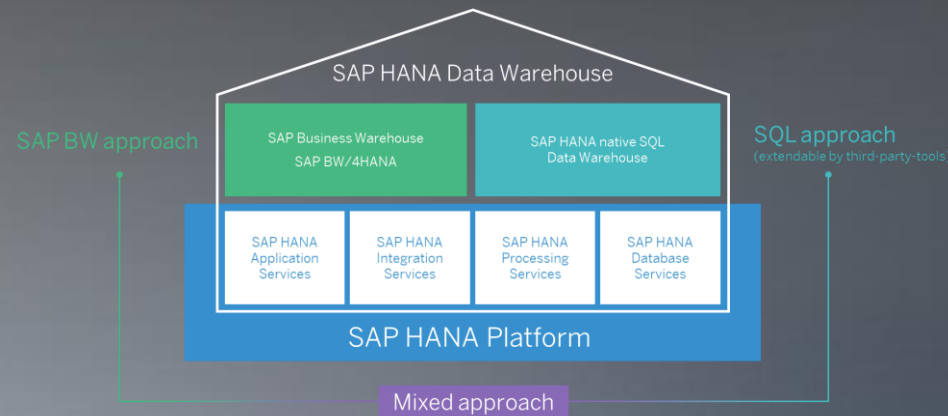 SAP HANA Data Warehouse
SAP BW approach
SAP Business Warehouse
SAP BW/4HANA
SAP HANA native SQL
Data Warehouse
SQL approach
(extendable by third-party-tools)
SAP HANA
Application
Services
SAP HANA
Integration
Services
SAP HANA
Processing
Services
SAP HANA
Database
Services
SAP HANA Platform
Mixed approach